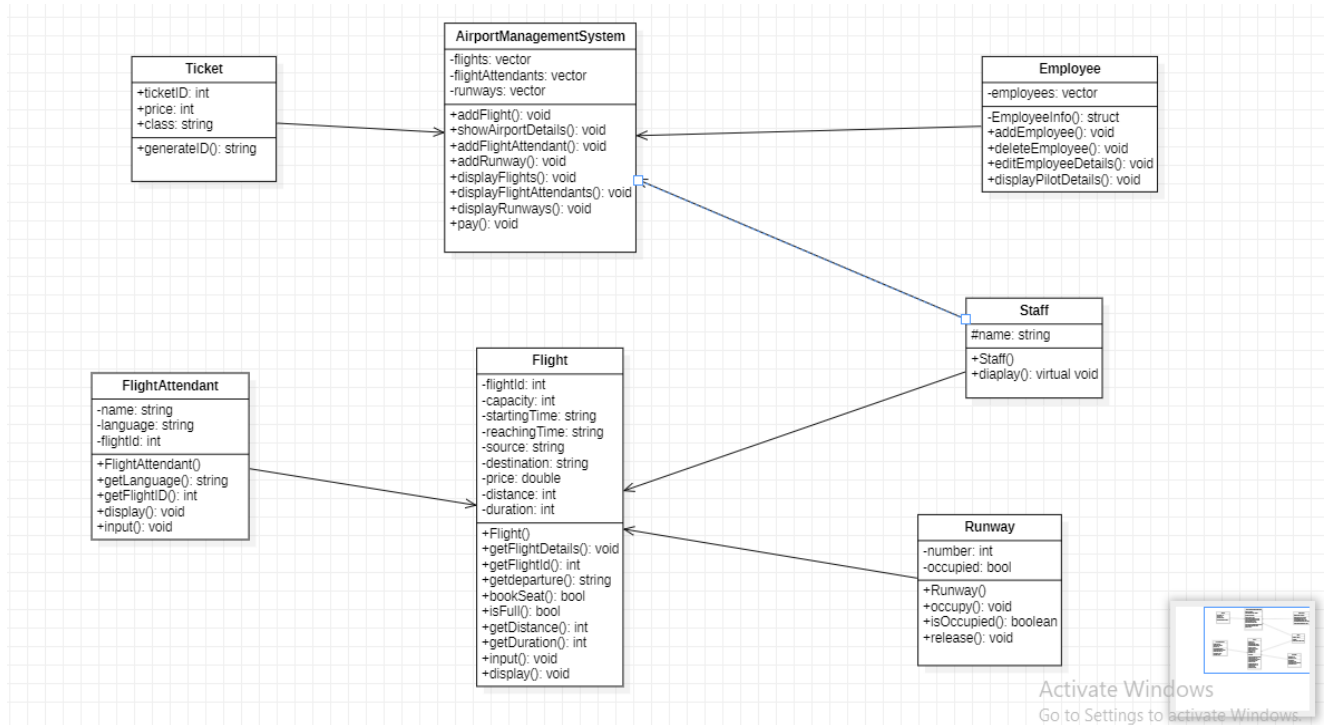 AirportManagementSystem
-flights: vector
-flightAttendants: vector
-runways: vector
+addFlight(): void
+showAirportDetails(): void
+addFlightAttendant(): void
+addRunway(): void
+displayFlights(): void
+displayFlightAttendants(): void
+displayRunways(): void
+pay(): void
Ticket
+ticketID: int
+price: int
+class: string
+generateID(): string
Employee
-employees: vector
-EmployeeInfo(): struct
+addEmployee(): void
+deleteEmployee(): void
+editEmployeeDetails(): void
+displayPilotDetails(): void
Staff
#name: string
+Staff()
+diaplay(): virtual void
Flight
-flightId: int
-capacity: int
-startingTime: string
-reachingTime: string
-source: string
-destination: string
-price: double
-distance: int
-duration: int
+Flight()
+getFlightDetails(): void
+getFlightId(): int
+getdeparture(): string
+bookSeat(): bool
+isFull(): bool
+getDistance(): int
+getDuration(): int
+input(): void
+display(): void
FlightAttendant
-name: string
-language: string
-flightId: int
+FlightAttendant()
+getLanguage(): string
+getFlightID(): int
+display(): void
+input(): void
Runway
-number: int
-occupied: bool
+Runway()
+occupy(): void
+isOccupied(): boolean
+release(): void
Activate Windows
Go to Settings to activate Windows.